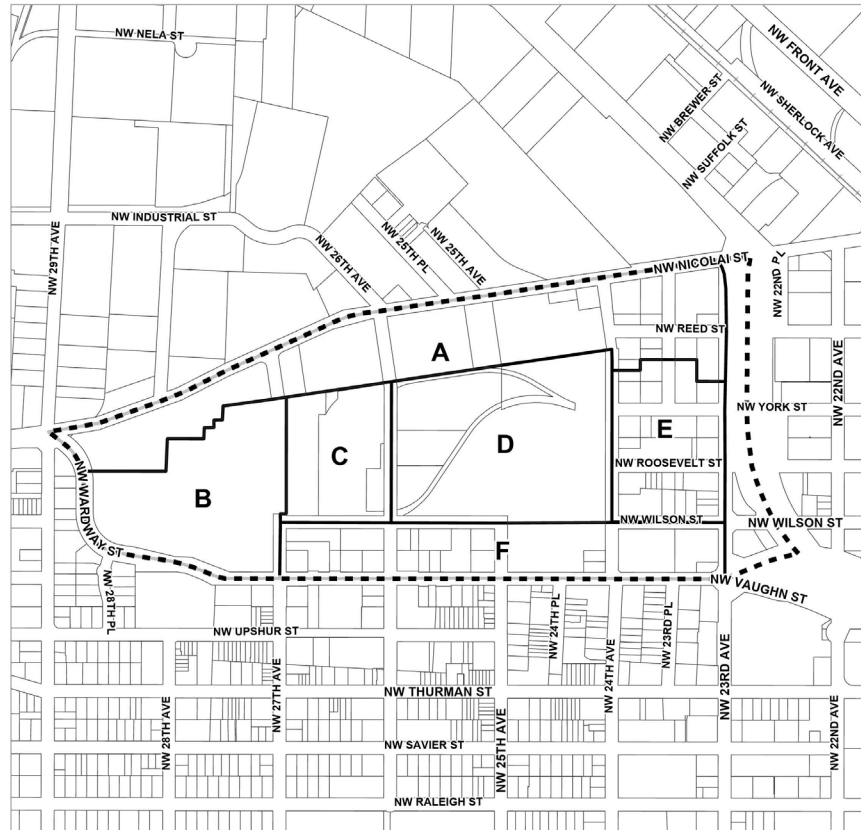 NW NELA ST
NW FRONT AVE
NW SHERLOCK AVE
NW BREWER ST
NW SUFFOLK ST
NW INDUSTRIAL ST
NW 29TH AVE
NW 26TH AVE
NW 25TH PL
NW 25TH AVE
NW NICOLAI ST
NW 22ND PL
NW REED ST
A
NW 22ND AVE
NW YORK ST
E
C
D
B
NW ROOSEVELT ST
NW WARDWAY ST
NW WILSON ST
NW WILSON ST
F
NW VAUGHN ST
NW 28TH PL
NW UPSHUR ST
NW 24TH PL
NW 23RD PL
NW 27TH AVE
NW 24TH AVE
NW 23RD AVE
NW THURMAN ST
NW 28TH AVE
NW 25TH AVE
NW 22ND AVE
NW SAVIER ST
NW RALEIGH ST